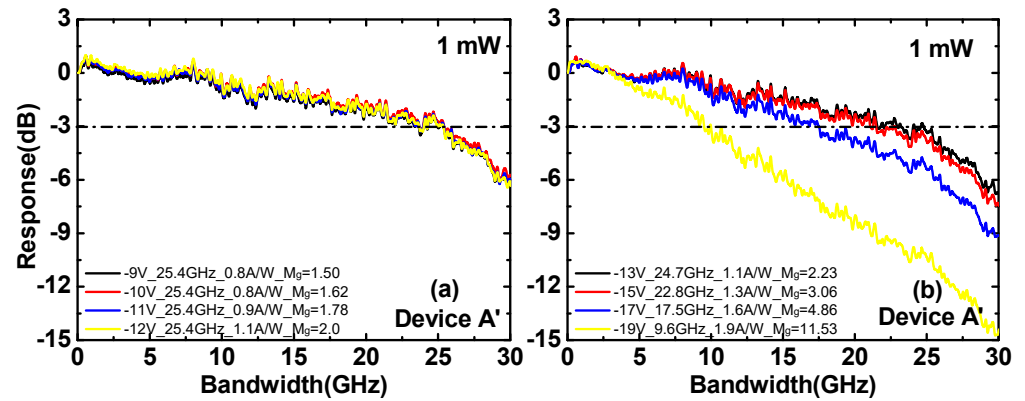 3
0
-3
-6
-9
-12
-15
Response(dB)
1 mW
-9V_25.4GHz_0.8A/W_Mg=1.50
-10V_25.4GHz_0.8A/W_Mg=1.62
-11V_25.4GHz_0.9A/W_Mg=1.78
-12V_25.4GHz_1.1A/W_Mg=2.0
(a)
Device A'
0 5 10 15 20 25 30
Bandwidth(GHz)
3
0
-3
-6
-9
-12
-15
1 mW
-13V_24.7GHz_1.1A/W_Mg=2.23
-15V_22.8GHz_1.3A/W_Mg=3.06
-17V_17.5GHz_1.6A/W_Mg=4.86
-19V_9.6GHz_1.9A/W_Mg=11.53
(b)
Device A'
0 5 10 15 20 25 30
Bandwidth(GHz)